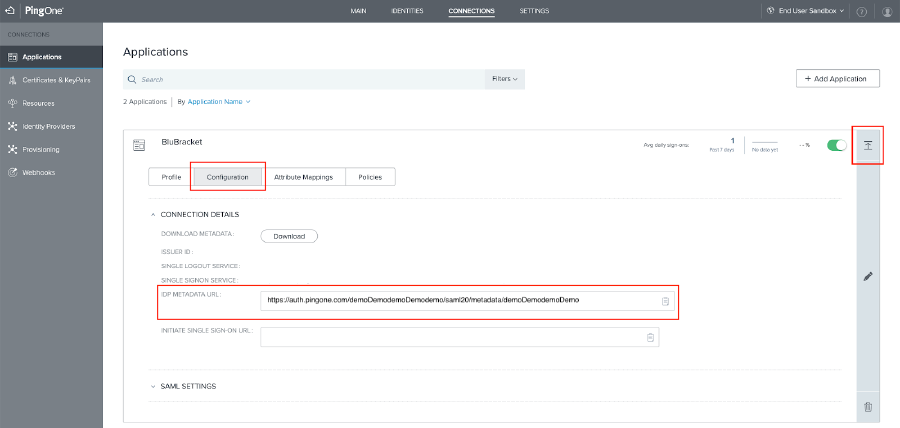 PingOne
MAIN IDENTITIES CONNECTIONS SETTINGS
End User Sandbox
?
CONNECTIONS
Applications
Certificates & KeyPairs
Resources
Identity Providers
Provisioning
Webhooks
Applications
Search
Filters
+ Add Application
2 Applications By Application Name
BluBracket
Avg daily sign-ons:
1
Past 7 days
No data yet
--%
Profile Configuration Attribute Mappings Policies
CONNECTION DETAILS
DOWNLOAD METADATA: Download
ISSUER ID:
SINGLE LOGOUT SERVICE:
SINGLE SIGNON SERVICE:
IDP METADATA URL: https://auth.pingone.com/demoDemodemoDemodemo/saml20/metadata/demoDemodemoDemo
INITIATE SINGLE SIGN-ON URL:
SAML SETTINGS